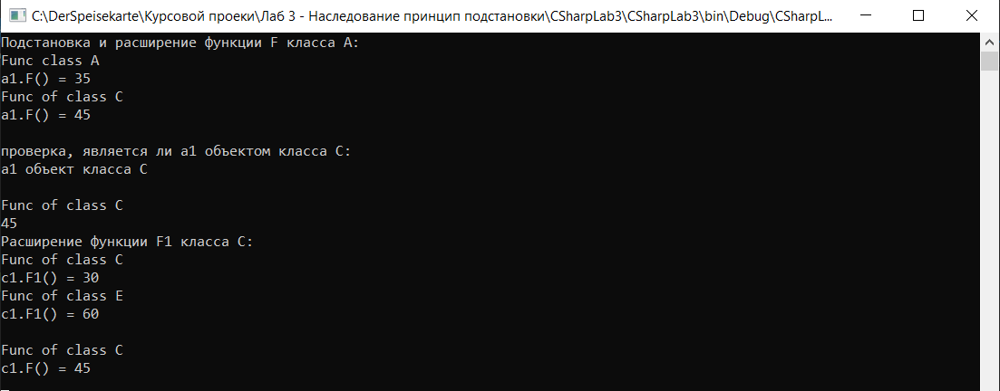 C:\DerSpeisekarte\Курсовой проеки\Лаб 3 - Наследование принцип подстановки\CSharpLab3\CSharpLab3\bin\Debug\CSharpL...
Подстановка и расширение функции F класса A:
Func class A
a1.F() = 35
Func of class C
a1.F() = 45
проверка, является ли a1 объектом класса C:
a1 объект класса C
Func of class C
45
Расширение функции F1 класса C:
Func of class C
c1.F1() = 30
Func of class E
c1.F1() = 60
Func of class C
c1.F() = 45